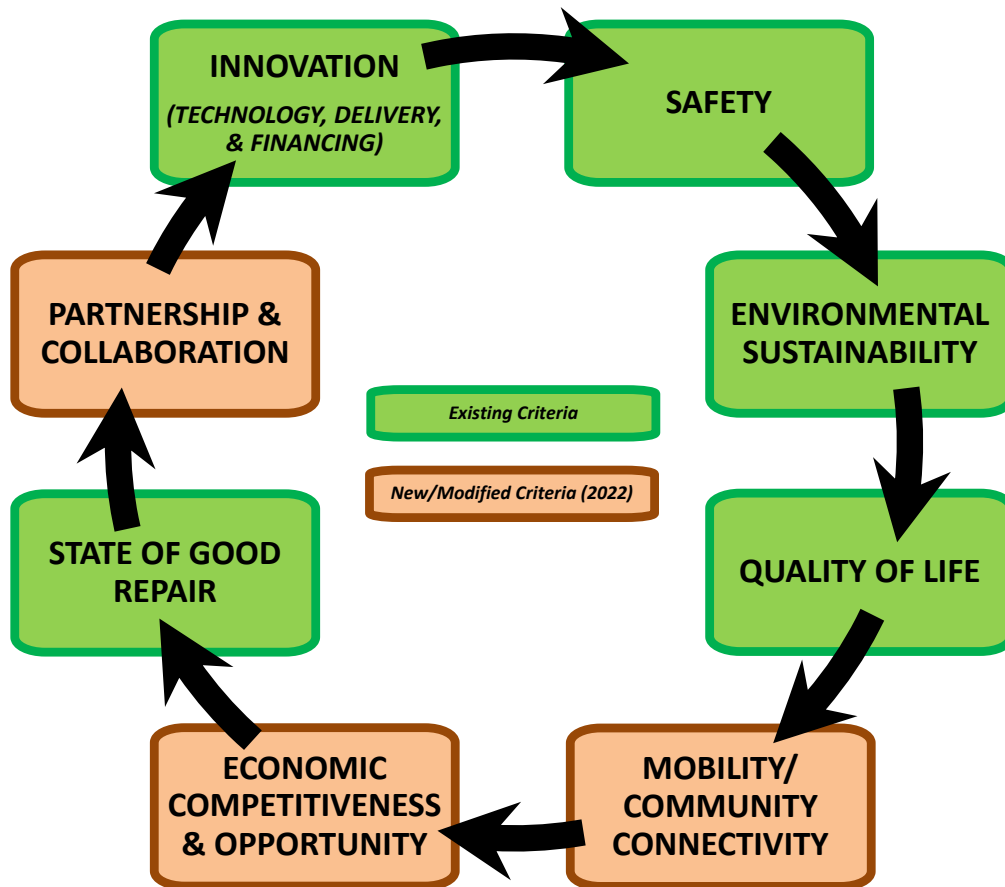 INNOVATION
(TECHNOLOGY, DELIVERY,
& FINANCING)
SAFETY
ENVIRONMENTAL
SUSTAINABILITY
QUALITY OF LIFE
MOBILITY/
COMMUNITY
CONNECTIVITY
ECONOMIC
COMPETITIVENESS
& OPPORTUNITY
STATE OF GOOD
REPAIR
PARTNERSHIP &
COLLABORATION
Existing Criteria
New/Modified Criteria (2022)